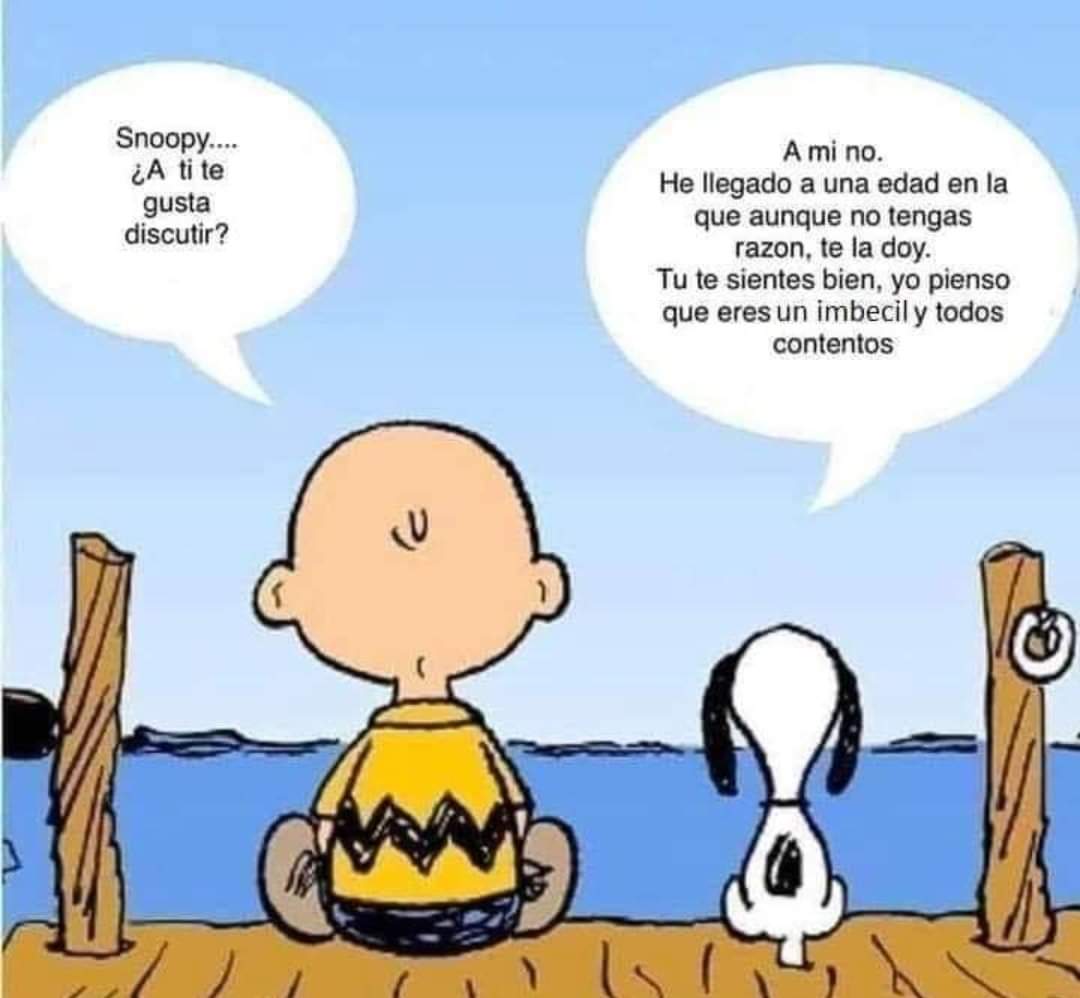 Snoopy....
¿A ti te
gusta
discutir?
A mi no.
He llegado a una edad en la
que aunque no tengas
razon, te la doy.
Tu te sientes bien, yo pienso
que eres un imbecil y todos
contentos